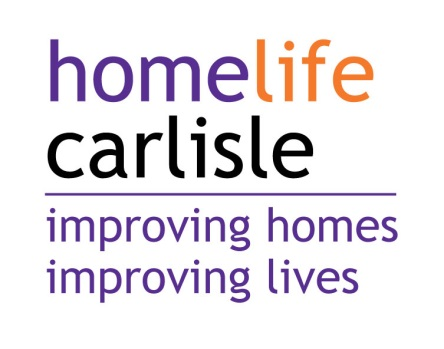 homelife
carlisle
improving homes
improving lives